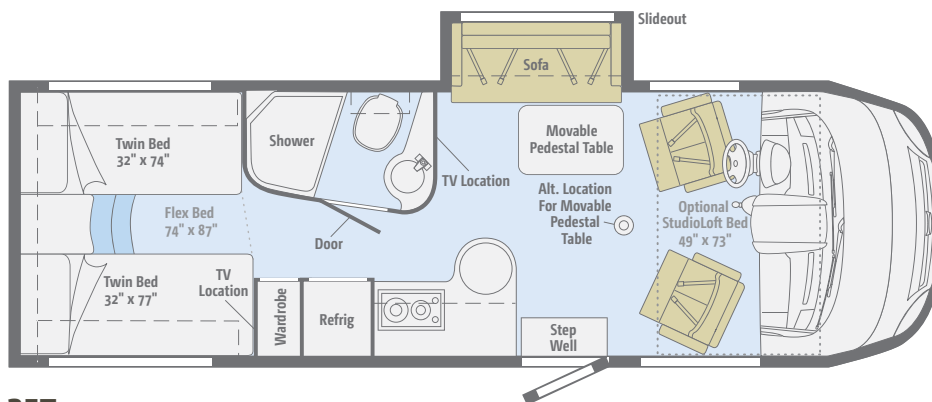 Slideout
Sofa
Twin Bed
32" x 74"
Shower
Movable
Pedestal Table
TV Location
Alt. Location
For Movable
Pedestal
Table
Flex Bed
74" x 87"
Optional
StudioLoft Bed
49" x 73"
Door
Twin Bed
32" x 77"
TV
Location
Wardrobe
Refrig
Step
Well